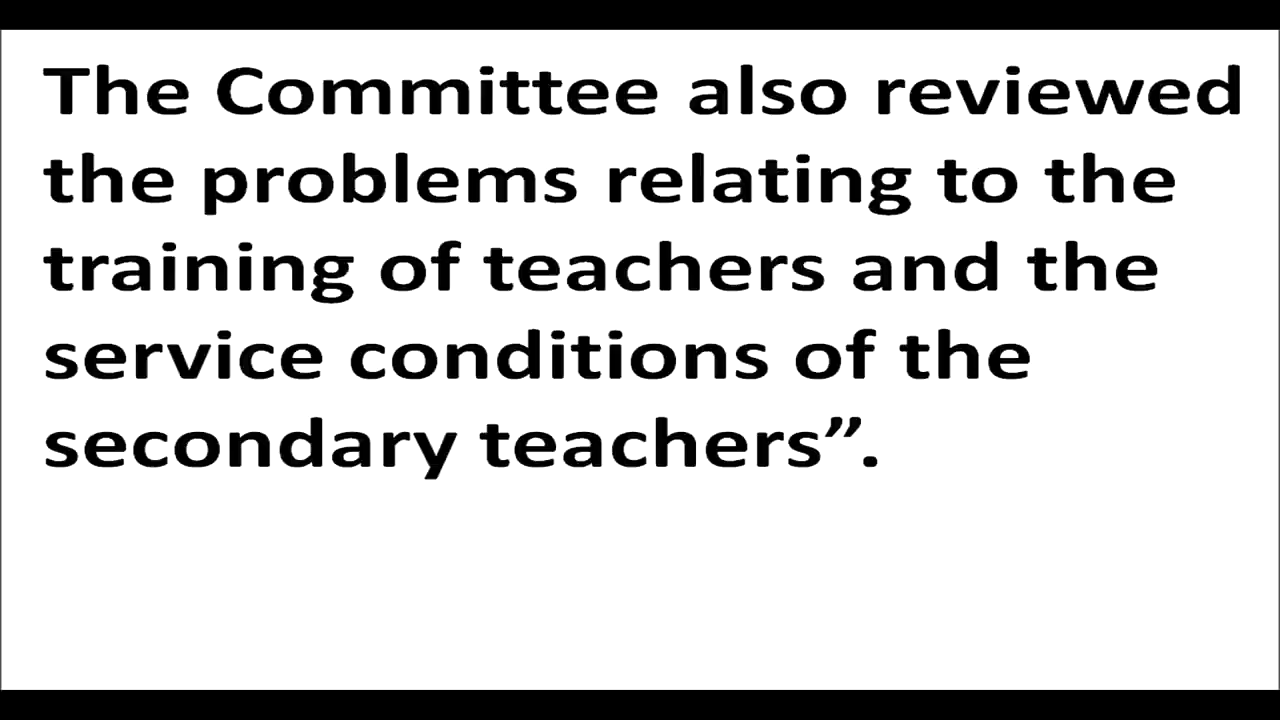 The Committee also reviewed
the problems relating to the
training of teachers and the
service conditions of the
secondary teachers”.